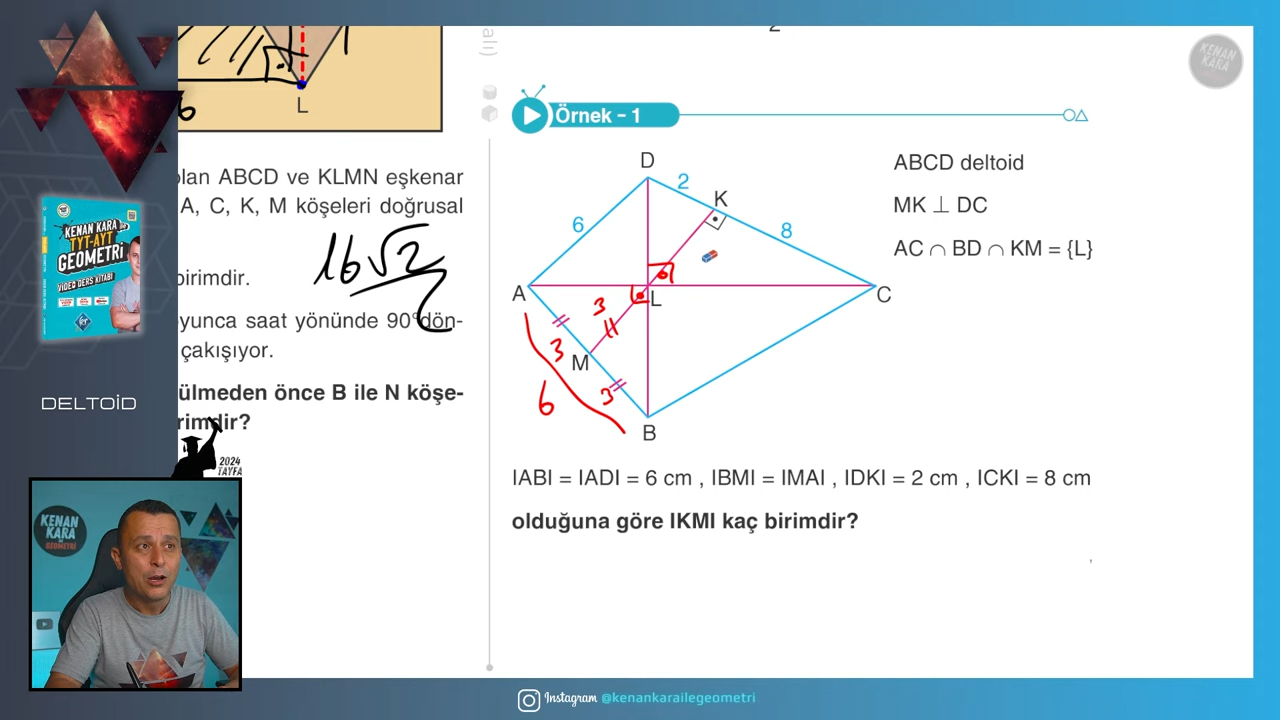 L
6
olan ABCD ve KLMN eşkenar
A, C, K, M köşeleri doğrusal
16√2
birimdir.
oyunca saat yönünde 90° dön-
çakışıyor.
ülmeden önce B ile N köşe-
rimdir?
KENAN KARA
TYT-AYT
GEOMETRİ
VİDEO DERS KİTABI
DELTOİD
2024
TAYFA
KENAN
KARA
GEOMETRİ
2
KENAN
KARA
Örnek - 1
D
2
K
6
8
A
L
C
3
3
M
3
6
B
ABCD deltoid
MK ⊥ DC
AC ∩ BD ∩ KM = {L}
IABI = IADI = 6 cm , IBMI = IMAI , IDKI = 2 cm , ICKI = 8 cm
olduğuna göre IKMI kaç birimdir?
Instagram @kenankarailegeometri